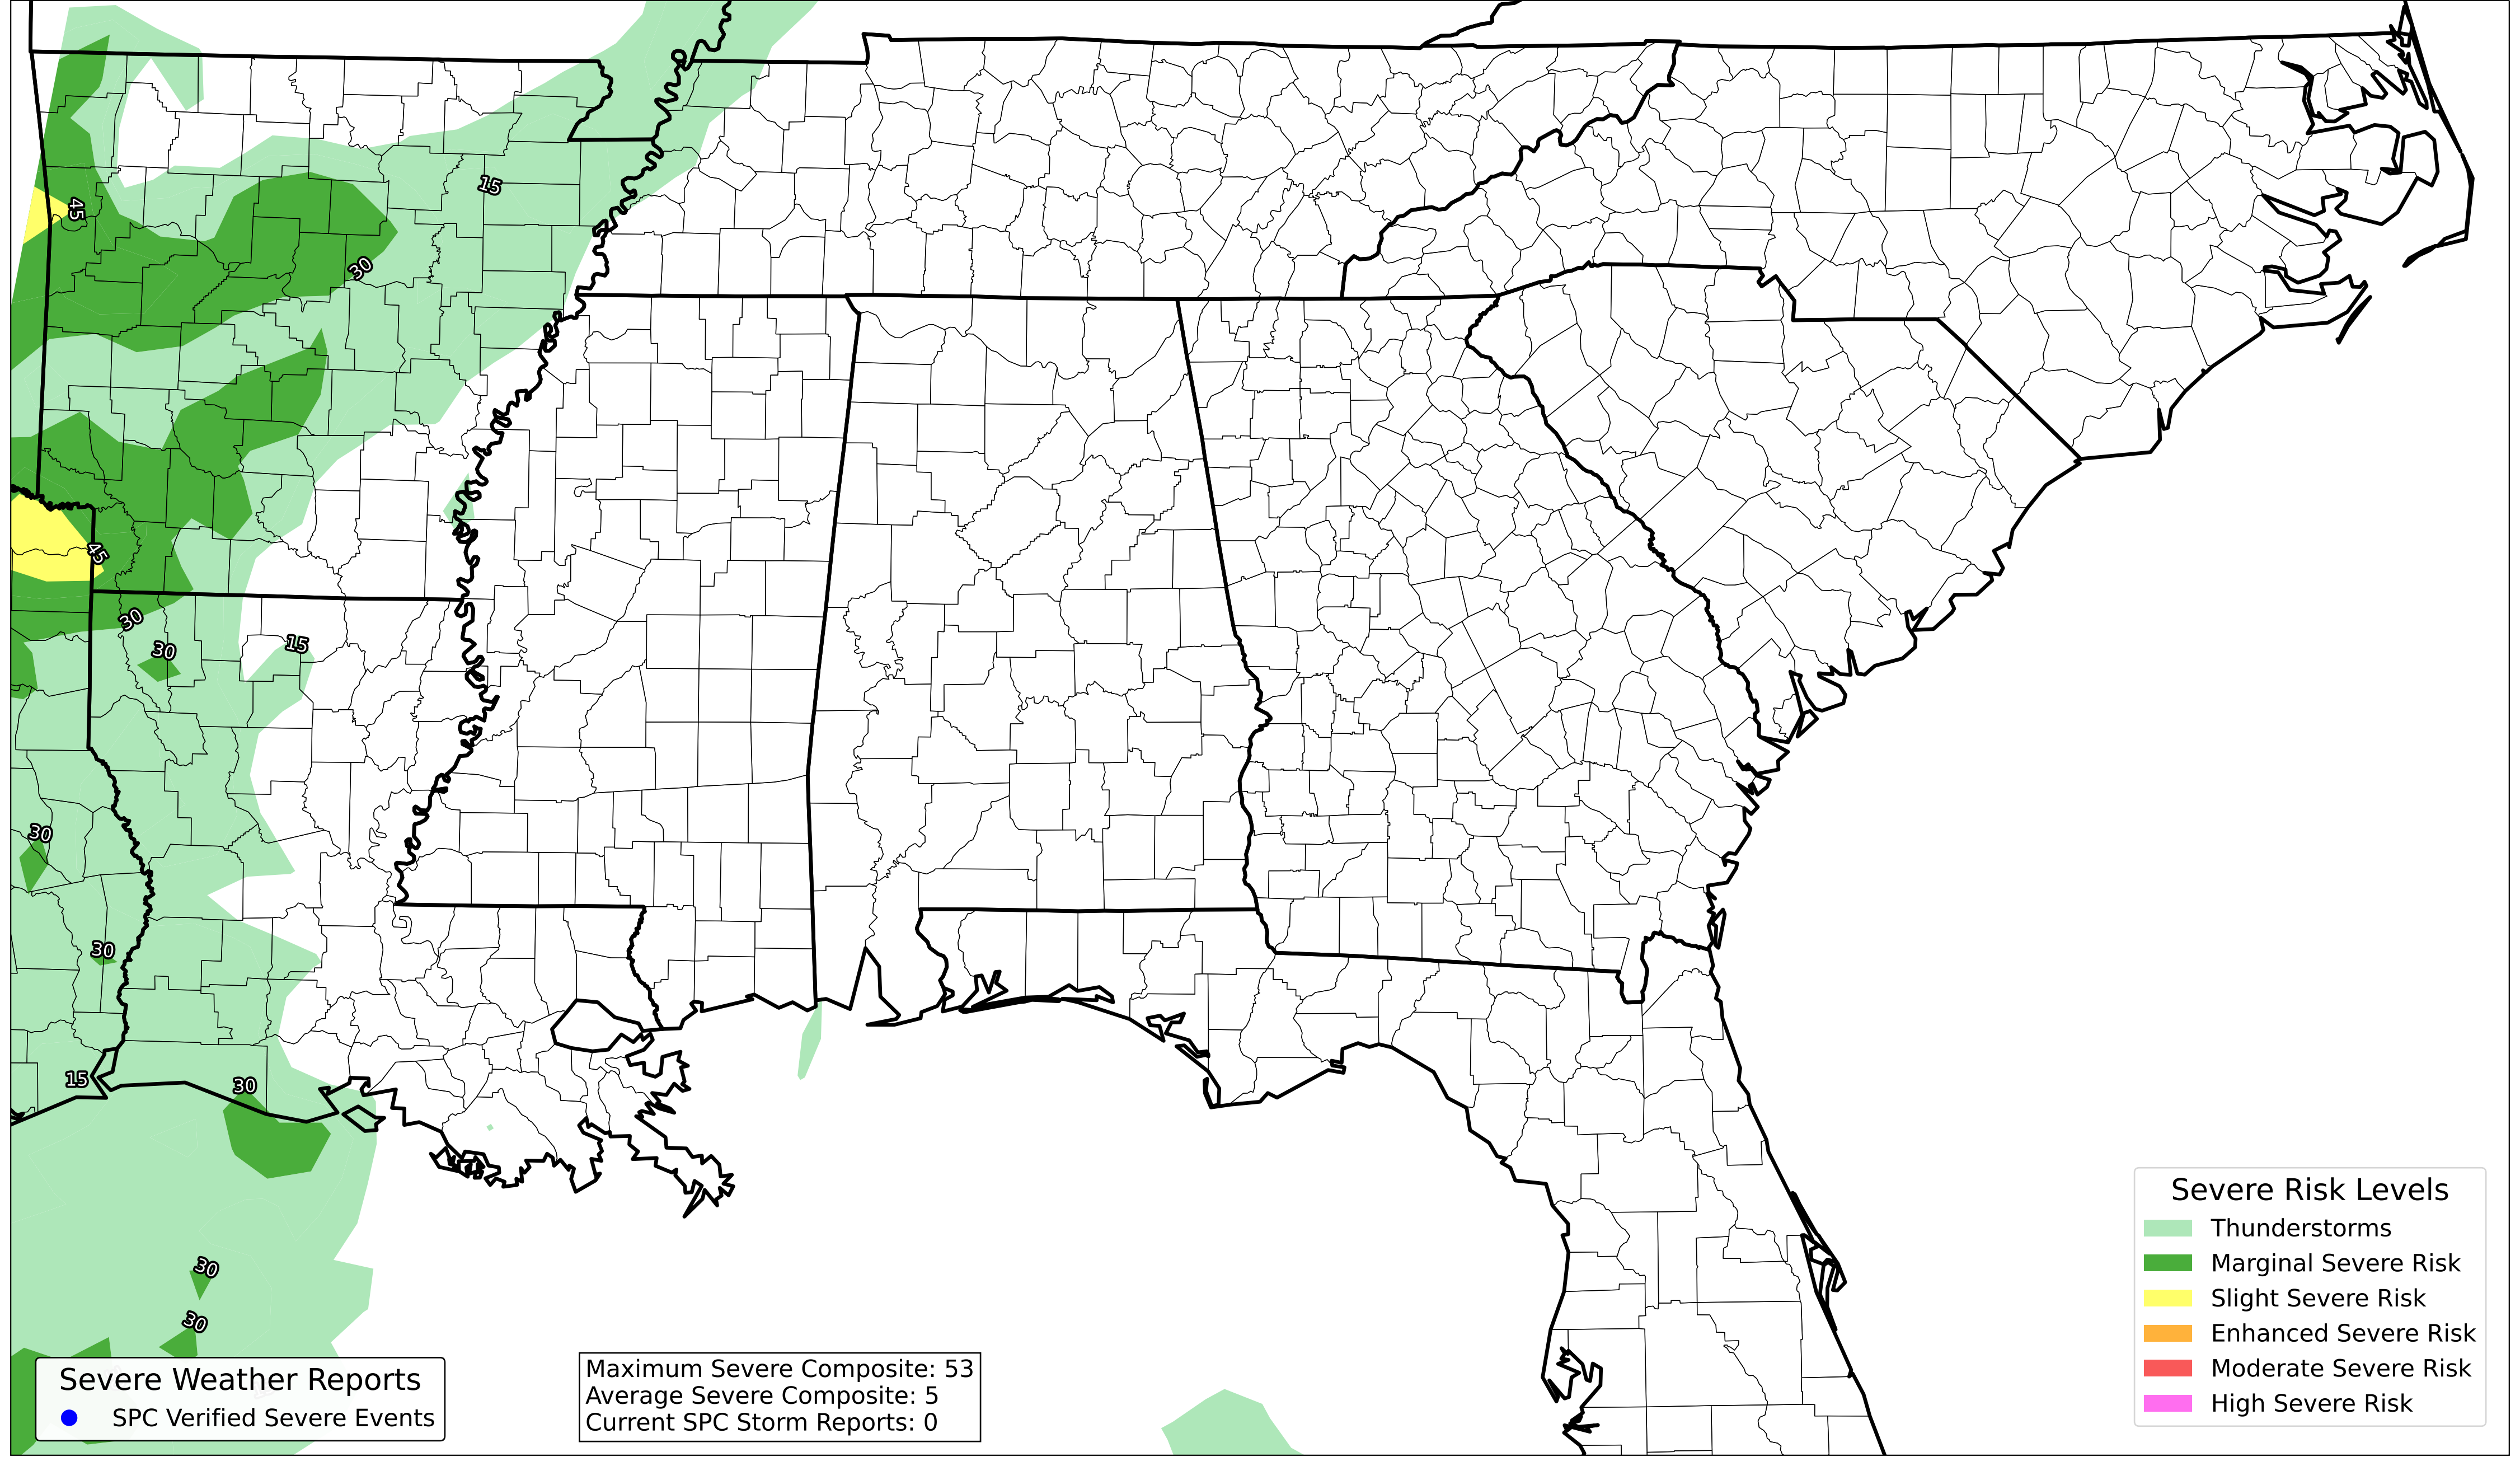 15
45
30
45
30
30
15
30
30
15
30
30
30
Severe Weather Reports
SPC Verified Severe Events
Maximum Severe Composite: 53
Average Severe Composite: 5
Current SPC Storm Reports: 0
Severe Risk Levels
Thunderstorms
Marginal Severe Risk
Slight Severe Risk
Enhanced Severe Risk
Moderate Severe Risk
High Severe Risk